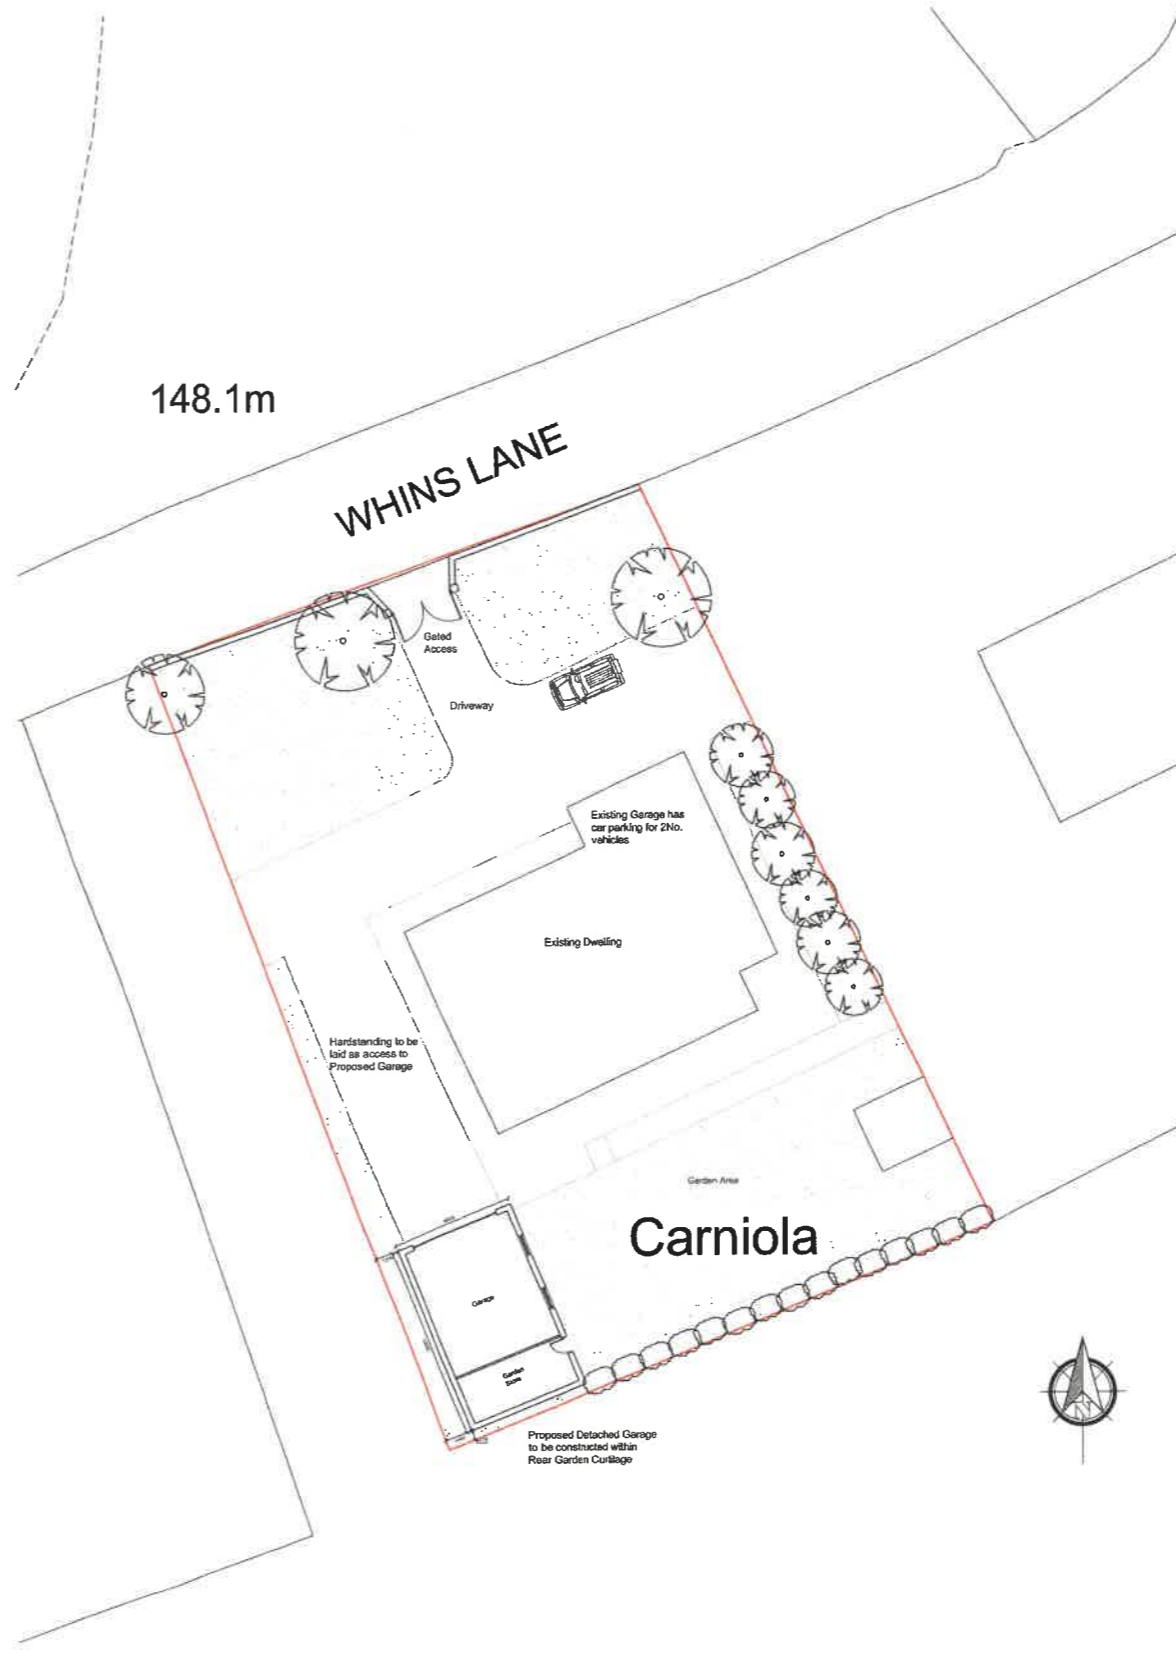 148.1m
WHINS LANE
Gated
Access
Driveway
Existing Garage has
car parking for 2No.
vehicles
Existing Dwelling
Hardstanding to be
laid as access to
Proposed Garage
Garden Area
Carniola
Garage
Garden
Store
N
Proposed Detached Garage
to be constructed within
Rear Garden Curtilage